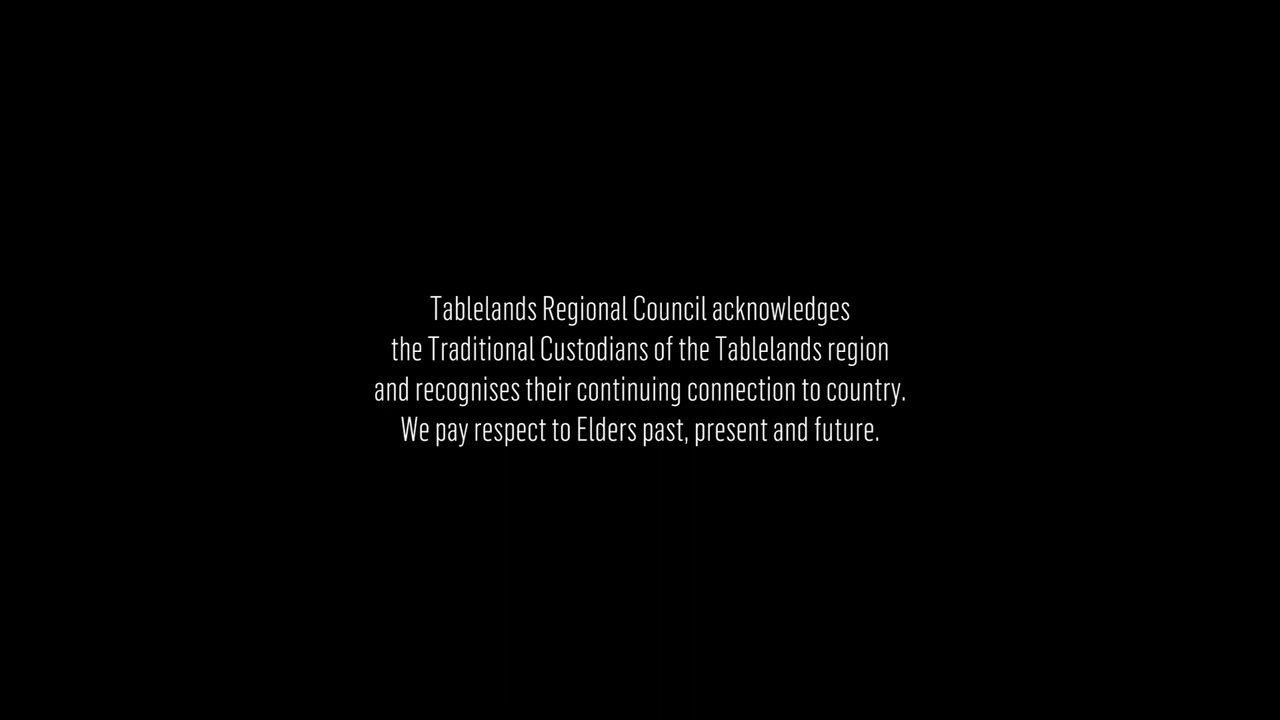 Tablelands Regional Council acknowledges
the Traditional Custodians of the Tablelands region
and recognises their continuing connection to country.
We pay respect to Elders past, present and future.